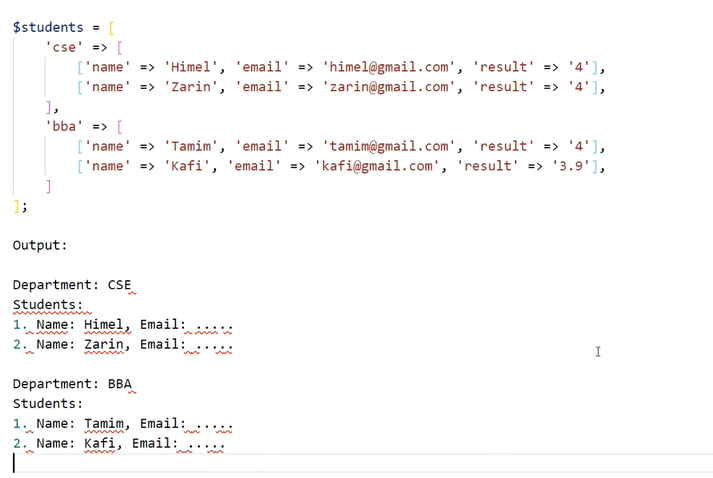 $students = [
'cse' => [
['name' => 'Himel', 'email' => 'himel@gmail.com', 'result' => '4'],
['name' => 'Zarin', 'email' => 'zarin@gmail.com', 'result' => '4'],
],
'bba' => [
['name' => 'Tamim', 'email' => 'tamim@gmail.com', 'result' => '4'],
['name' => 'Kafi', 'email' => 'kafi@gmail.com', 'result' => '3.9'],
]
];
Output:
Department: CSE
Students:
1. Name: Himel, Email: .....
2. Name: Zarin, Email: .....
Department: BBA
Students:
1. Name: Tamim, Email: .....
2. Name: Kafi, Email: .....